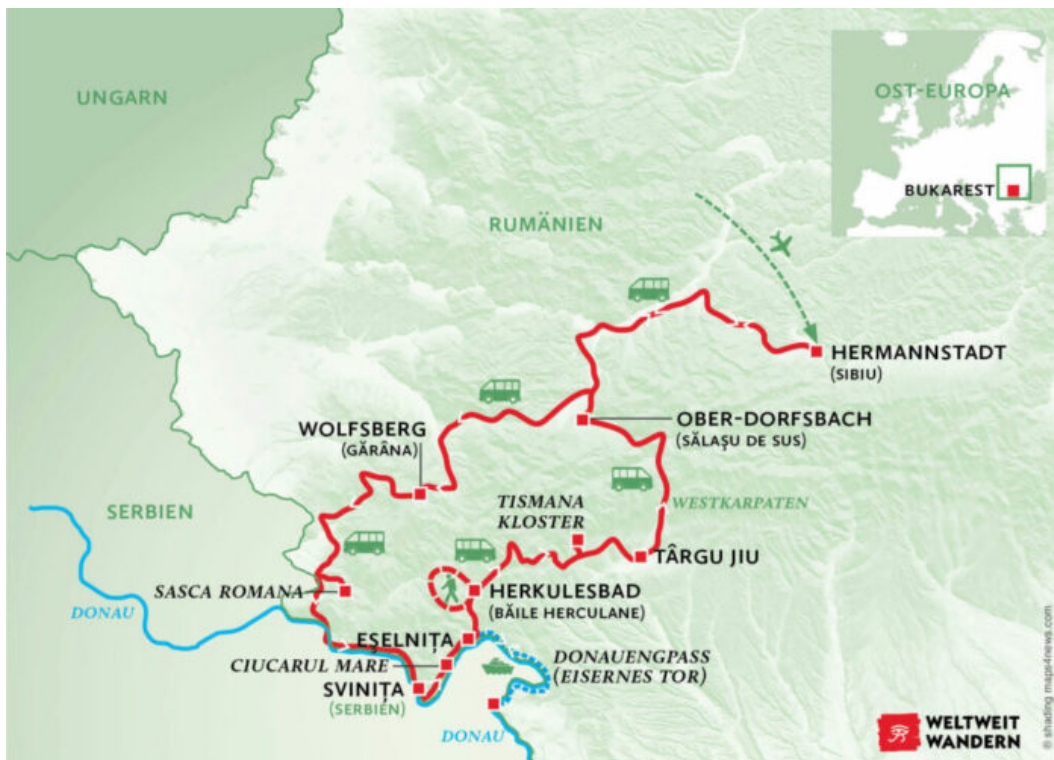 UNGARN
OST-EUROPA
BUKAREST
RUMÄNIEN
HERMANNSTADT
(SIBIU)
OBER-DORFSBACH
(SĂLAŞU DE SUS)
WOLFSBERG
(GĂRÂNA)
SERBIEN
TISMANA
KLOSTER
WESTKARPATEN
TÂRGU JIU
SASCA ROMANA
HERKULESBAD
(BĂILE HERCULANE)
DONAU
EŞELNIŢA
CIUCARUL MARE
DONAUENGPASS
(EISERNES TOR)
SVINIŢA
(SERBIEN)
DONAU
WELTWEIT
WANDERN
© shading maps4news.com